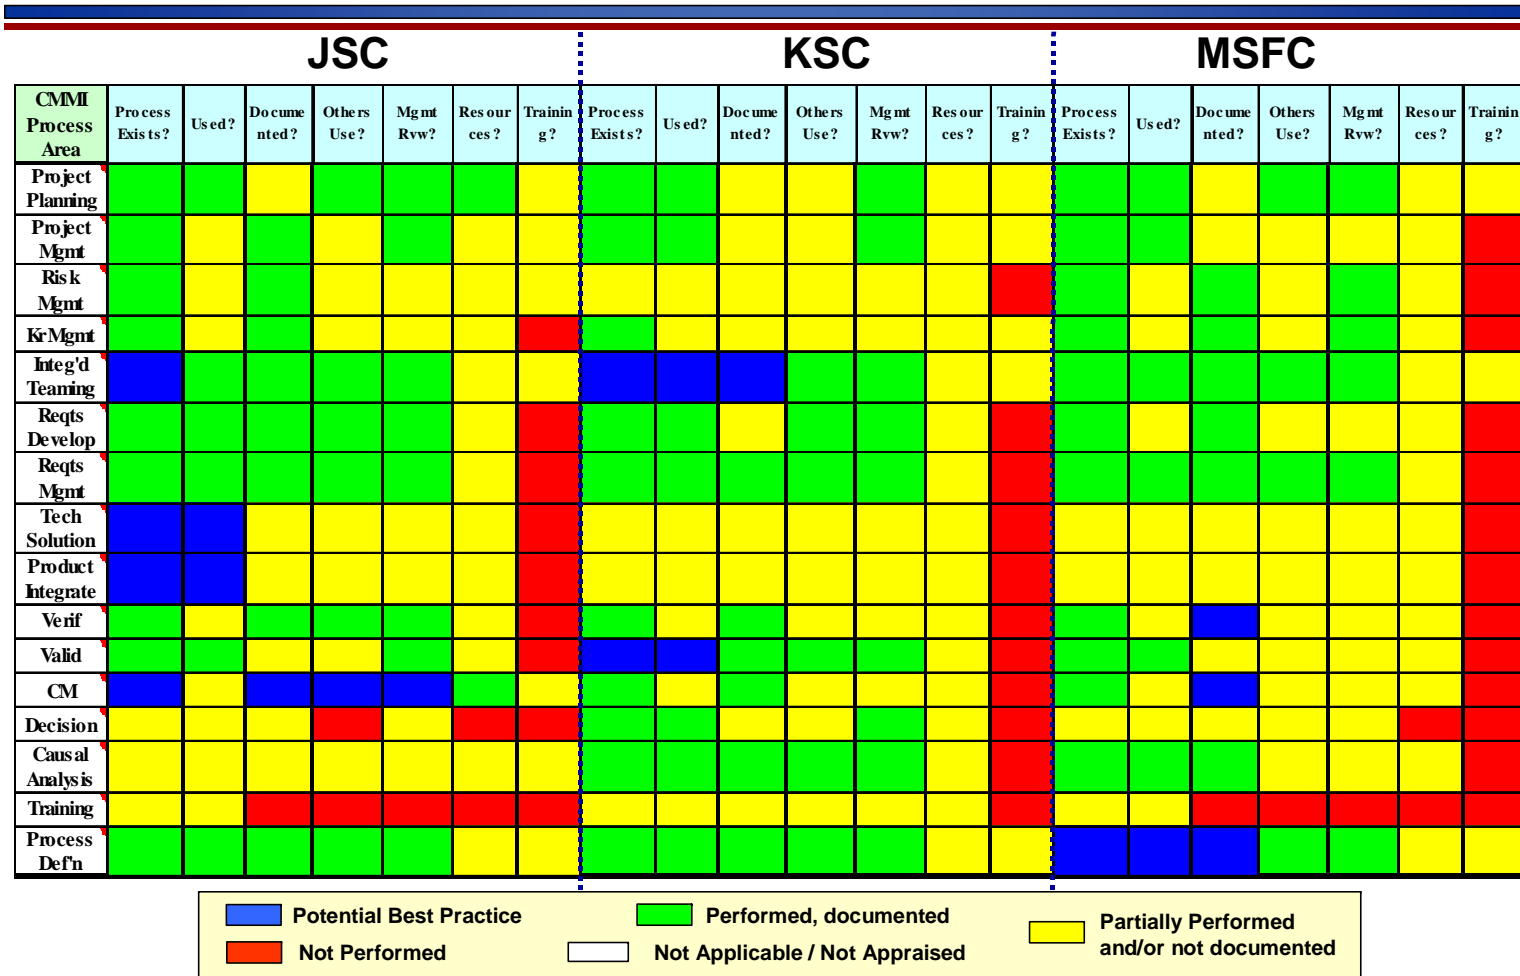 JSC KSC MSFC
CMMI
Process
Area
Process
Exists?
Used?
Docume
nted?
Others
Use?
Mgmt
Rvw?
Resour
ces?
Trainin
g?
Process
Exists?
Used?
Docume
nted?
Others
Use?
Mgmt
Rvw?
Resour
ces?
Trainin
g?
Process
Exists?
Used?
Docume
nted?
Others
Use?
Mgmt
Rvw?
Resour
ces?
Trainin
g?
Project
Planning
Project
Mgmt
Risk
Mgmt
Kr Mgmt
Integ'd
Teaming
Reqts
Develop
Reqts
Mgmt
Tech
Solution
Product
Integrate
Verif
Valid
CM
Decision
Causal
Analysis
Training
Process
Def'n
Potential Best Practice
Performed, documented
Partially Performed
and/or not documented
Not Performed
Not Applicable / Not Appraised